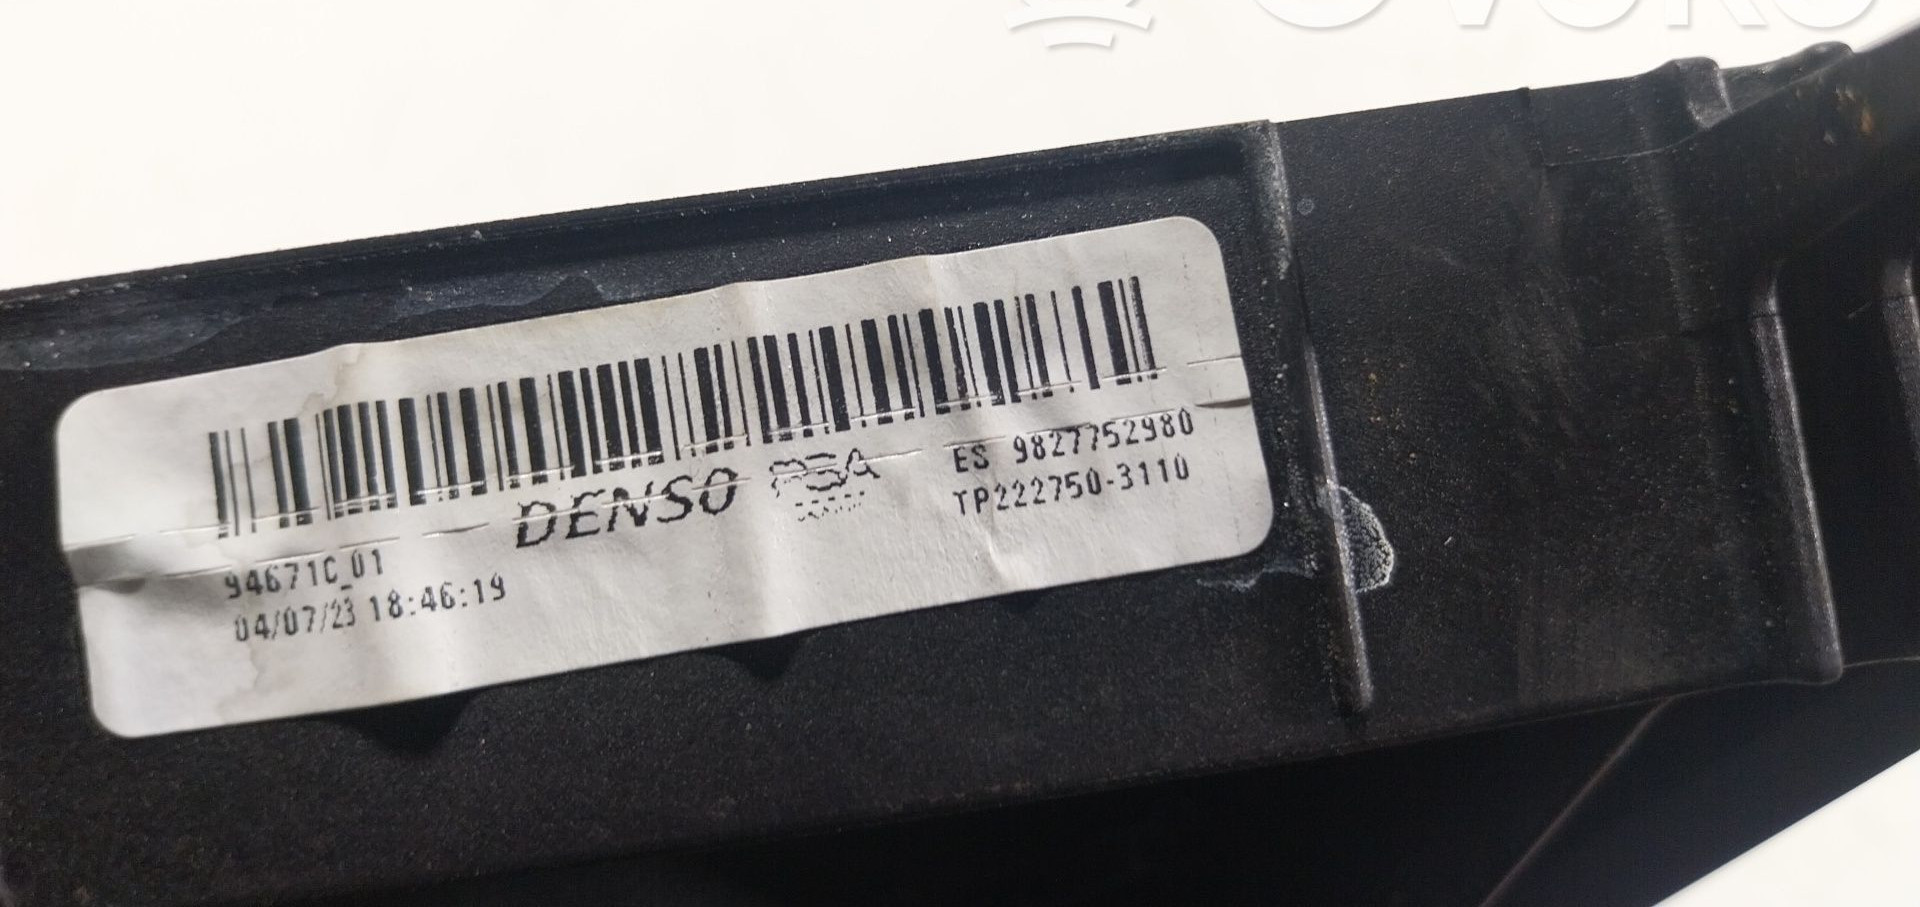 DENSO PSA ES 9827752980
TP222750-3110
94671C_01
04/07/23 18:46:19